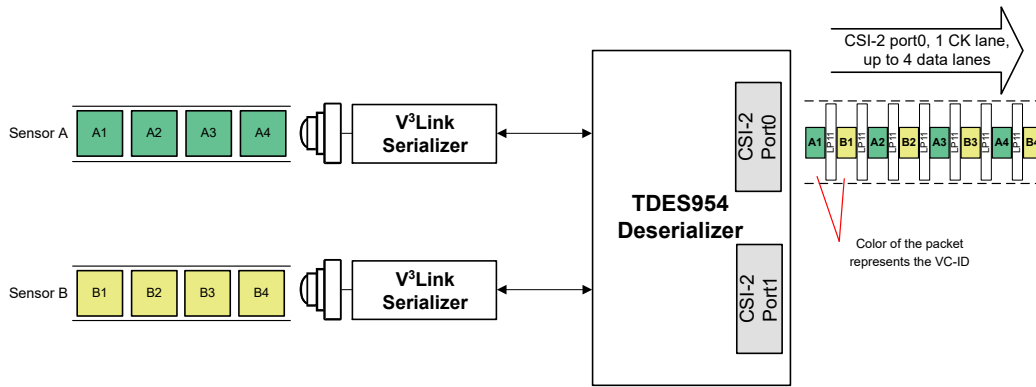 CSI-2 port0, 1 CK lane,
up to 4 data lanes
Sensor A
A1
A2
A3
A4
V³Link
Serializer
CSI-2
Port0
A1
LP11
B1
LP11
A2
LP11
B2
LP11
A3
LP11
B3
LP11
A4
LP11
B4
TDES954
Deserializer
Color of the packet
represents the VC-ID
Sensor B
B1
B2
B3
B4
V³Link
Serializer
CSI-2
Port1